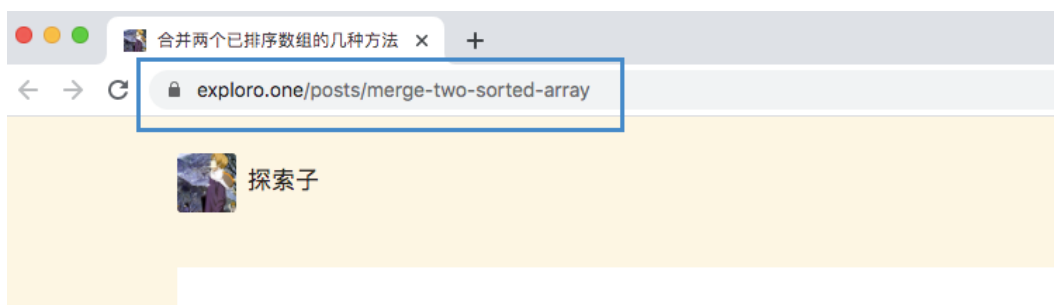 合并两个已排序数组的几种方法
exploro.one/posts/merge-two-sorted-array
探索子